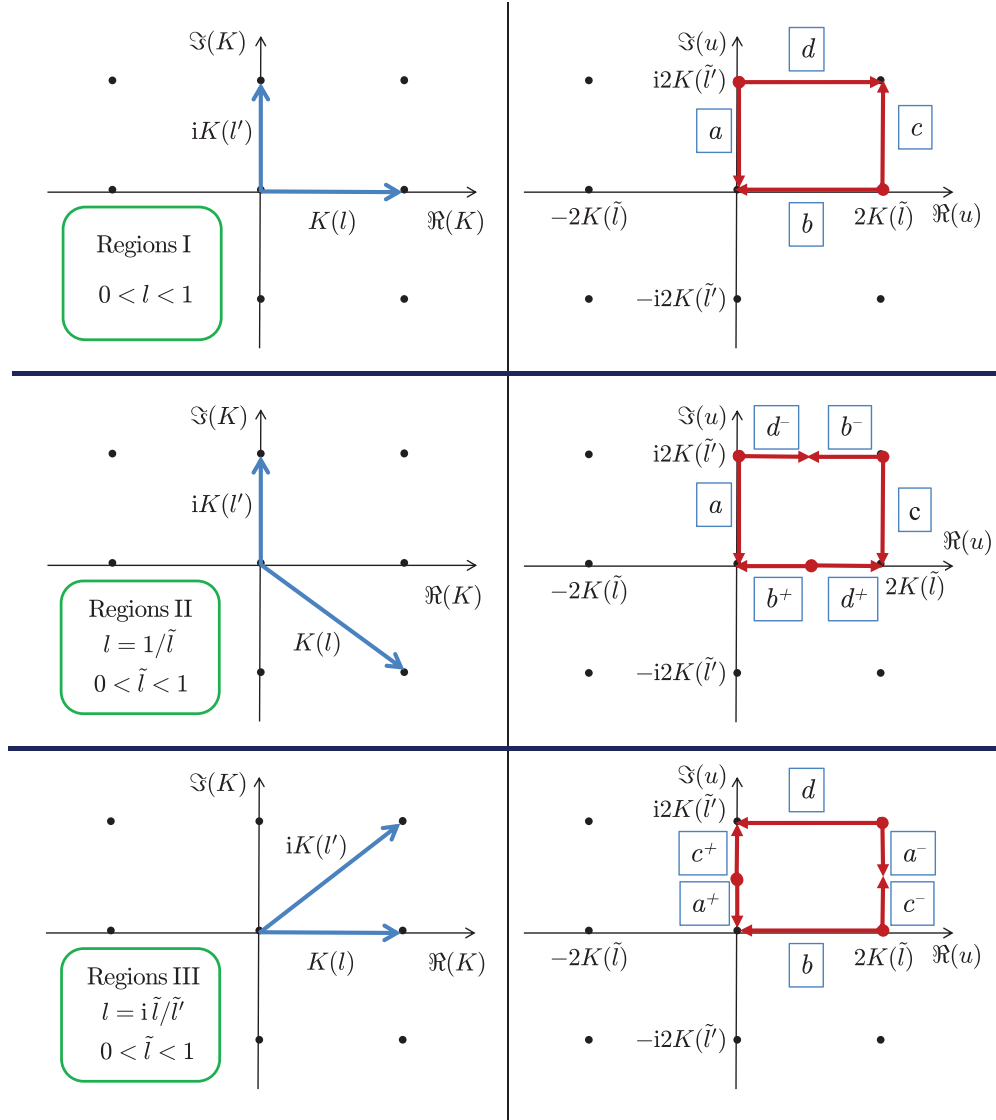 ℑ(K)
iK(l′)
K(l)
ℜ(K)
Regions I
0 < l < 1
ℑ(u)
d
i2K(l̃′)
a
c
−2K(l̃)
b
2K(l̃)
ℜ(u)
−i2K(l̃′)
ℑ(K)
iK(l′)
ℜ(K)
K(l)
Regions II
l = 1/l̃
0 < l̃ < 1
ℑ(u)
d⁻ b⁻
i2K(l̃′)
a
c
ℜ(u)
−2K(l̃)
b⁺ d⁺
2K(l̃)
−i2K(l̃′)
ℑ(K)
iK(l′)
K(l)
ℜ(K)
Regions III
l = i l̃/l̃′
0 < l̃ < 1
ℑ(u)
d
i2K(l̃′)
c⁺
a⁻
a⁺
c⁻
−2K(l̃)
b
2K(l̃)
ℜ(u)
−i2K(l̃′)